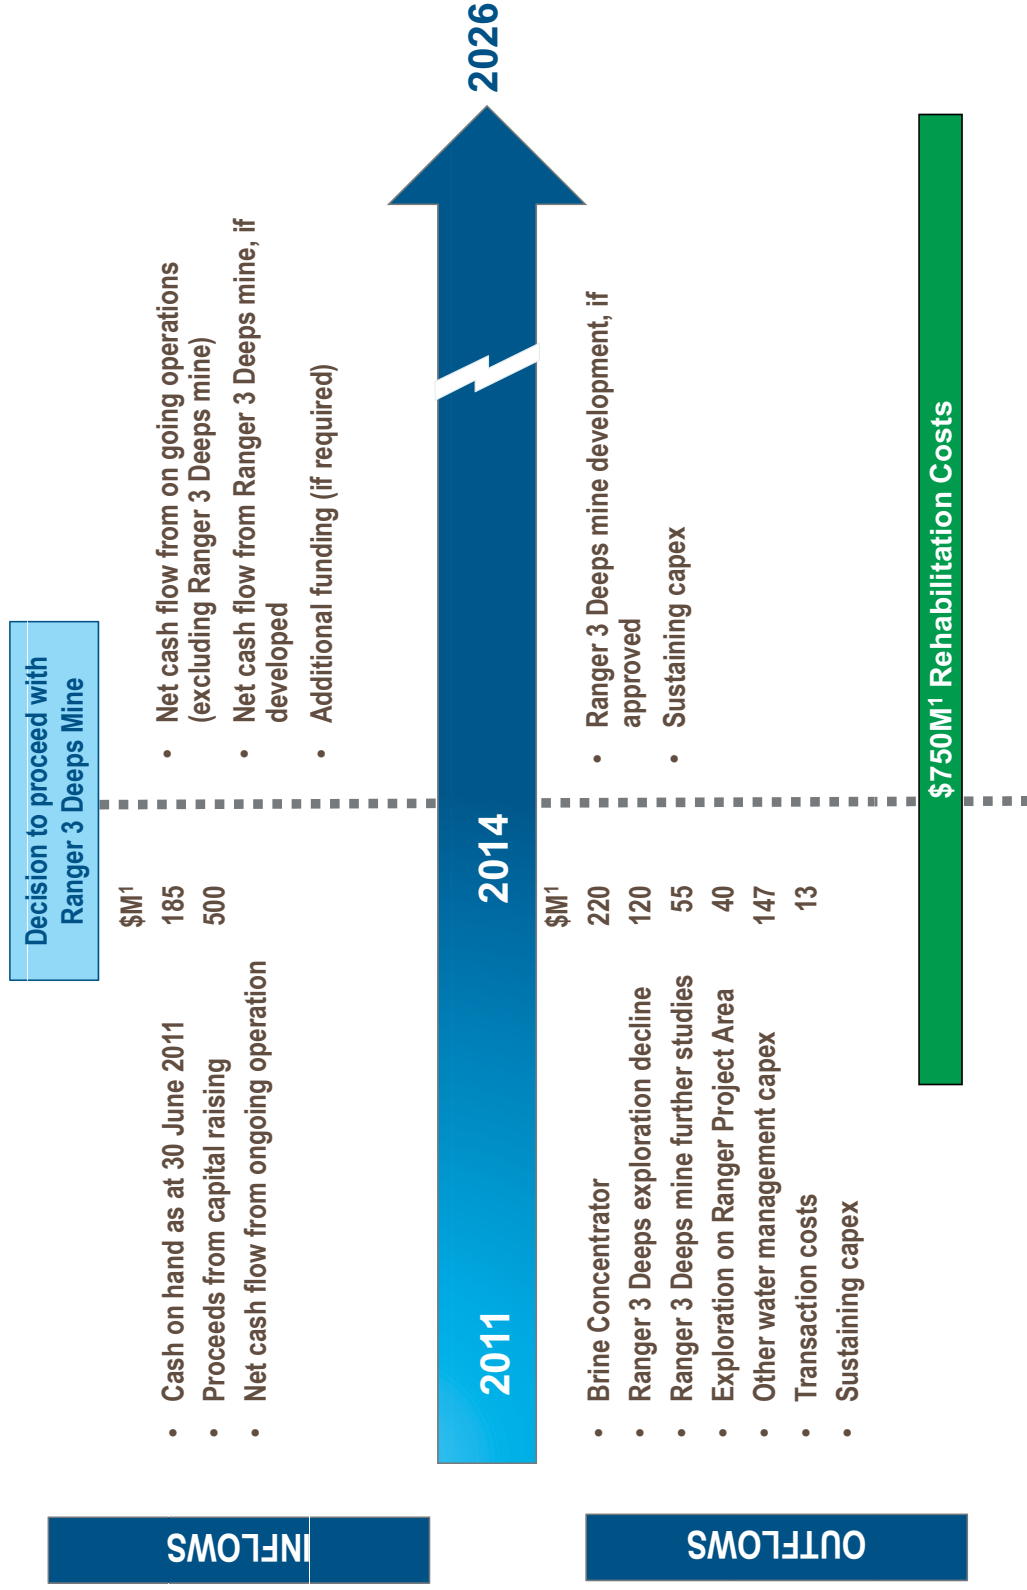 Decision to proceed with
Ranger 3 Deeps Mine
INFLOWS
$M¹
• Cash on hand as at 30 June 2011 185
• Proceeds from capital raising 500
• Net cash flow from ongoing operation
• Net cash flow from on going operations
(excluding Ranger 3 Deeps mine)
• Net cash flow from Ranger 3 Deeps mine, if
developed
• Additional funding (if required)
2011 2014 2026
OUTFLOWS
$M¹
• Brine Concentrator 220
• Ranger 3 Deeps exploration decline 120
• Ranger 3 Deeps mine further studies 55
• Exploration on Ranger Project Area 40
• Other water management capex 147
• Transaction costs 13
• Sustaining capex
• Ranger 3 Deeps mine development, if
approved
• Sustaining capex
$750M¹ Rehabilitation Costs